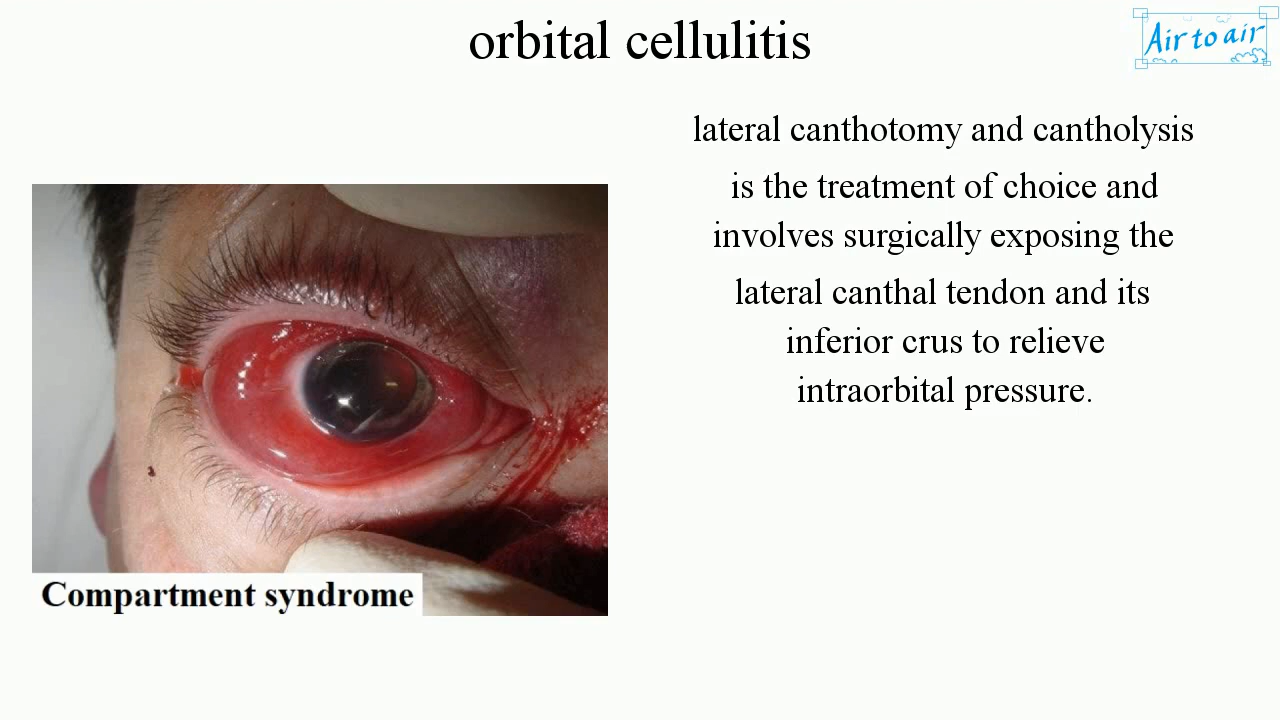 orbital cellulitis
Air to air
lateral canthotomy and cantholysis
is the treatment of choice and
involves surgically exposing the
lateral canthal tendon and its
inferior crus to relieve
intraorbital pressure.
Compartment syndrome